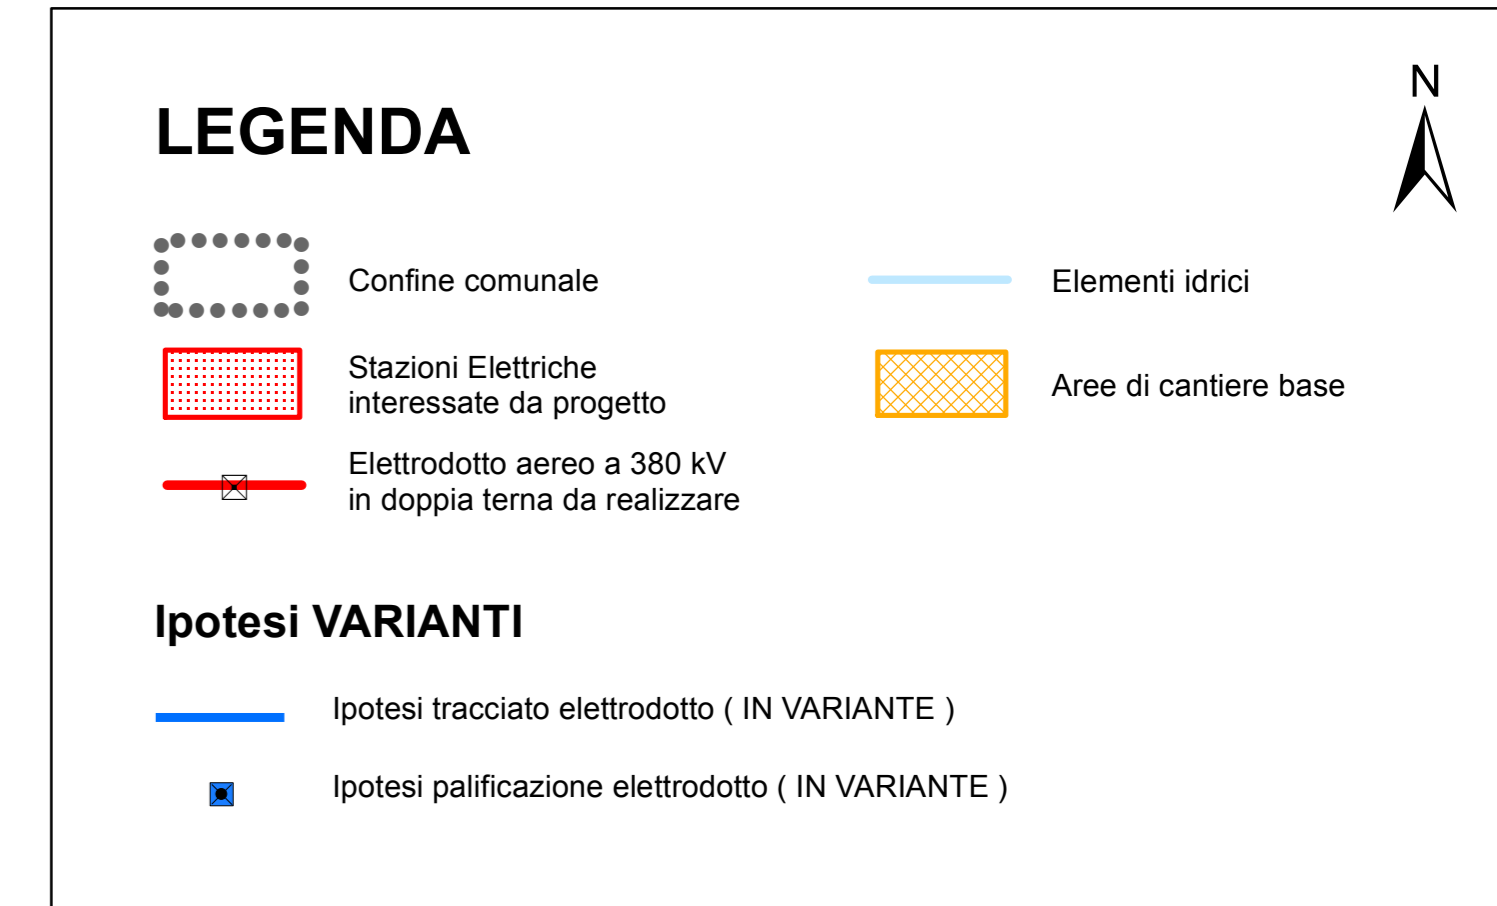 N
LEGENDA
Confine comunale
Elementi idrici
Stazioni Elettriche
interessate da progetto
Aree di cantiere base
Elettrodotto aereo a 380 kV
in doppia terna da realizzare
Ipotesi VARIANTI
Ipotesi tracciato elettrodotto ( IN VARIANTE )
Ipotesi palificazione elettrodotto ( IN VARIANTE )